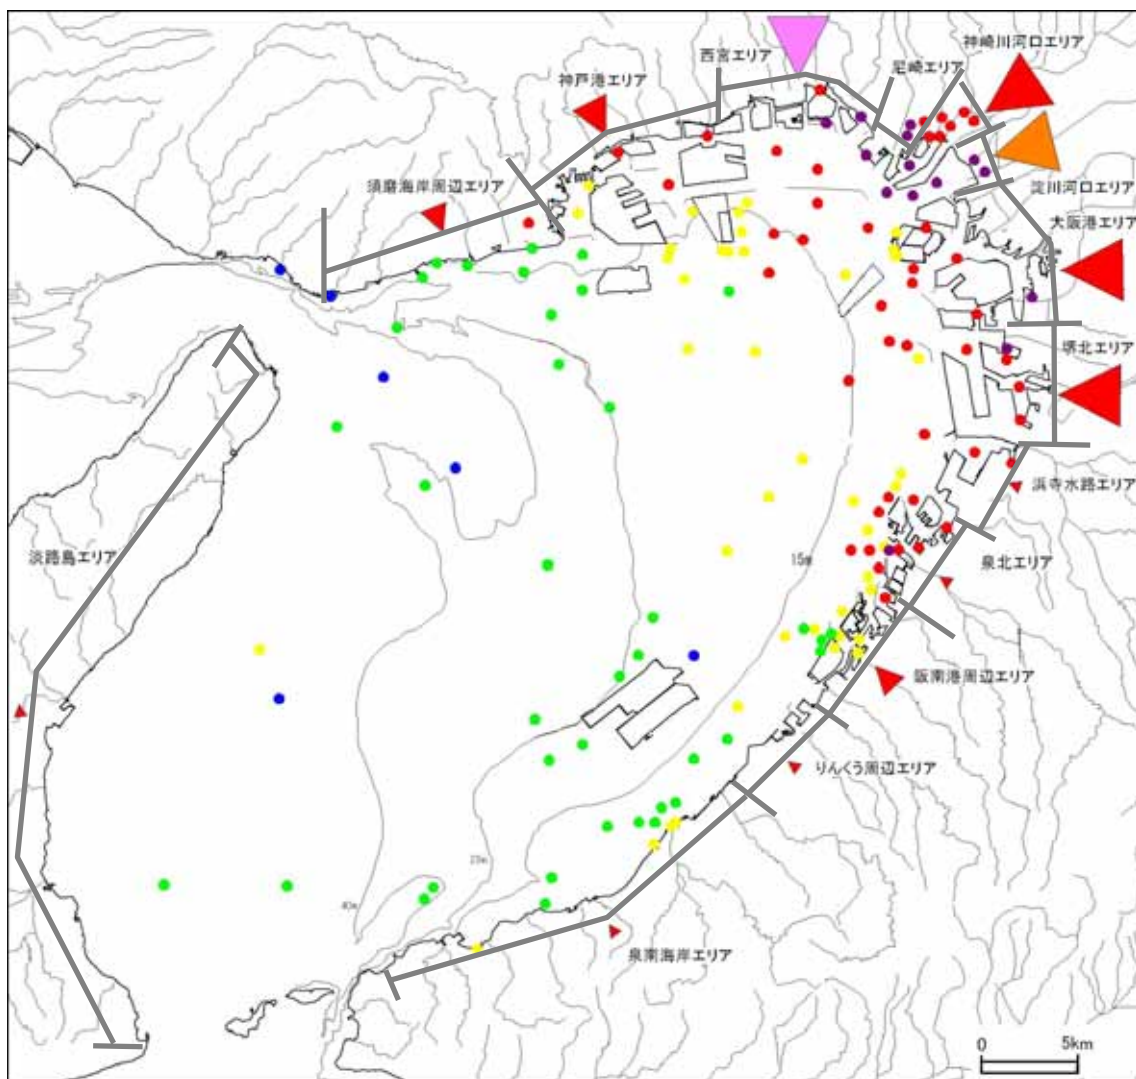 神崎川河口エリア
西宮エリア
尼崎エリア
神戸港エリア
須磨海岸周辺エリア
淀川河口エリア
大阪港エリア
堺北エリア
浜寺水路エリア
淡路島エリア
15m
泉北エリア
阪南港周辺エリア
りんくう周辺エリア
40m
泉南海岸エリア
0 5km